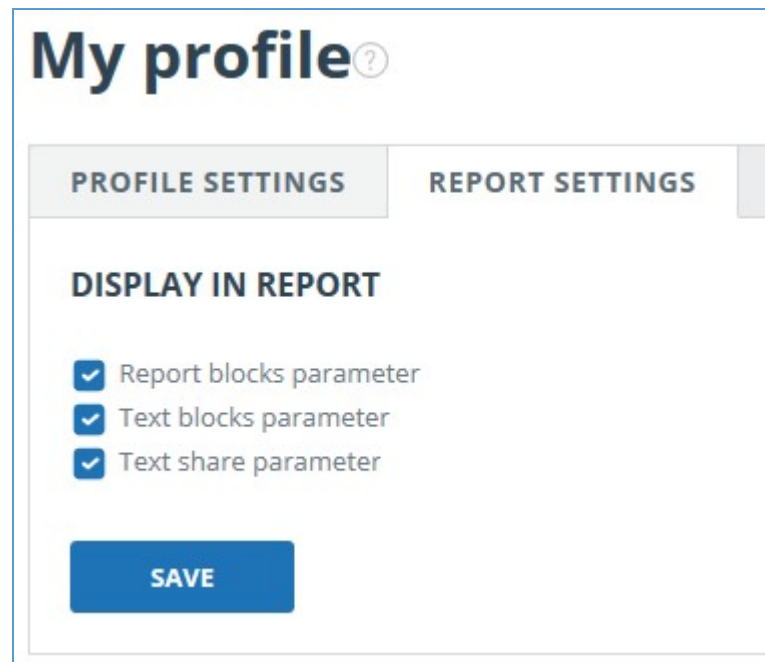 My profile ?
PROFILE SETTINGS REPORT SETTINGS
DISPLAY IN REPORT
Report blocks parameter
Text blocks parameter
Text share parameter
SAVE